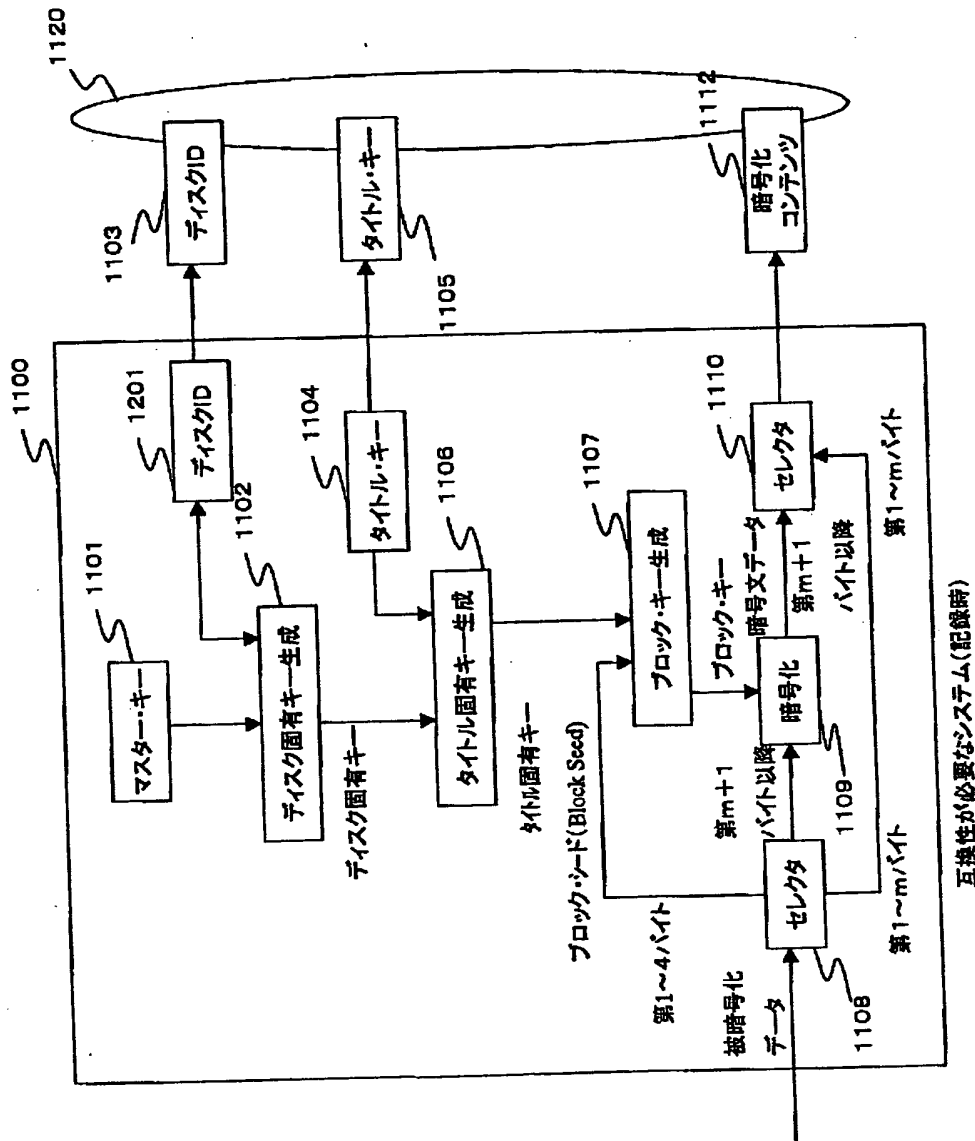 1100
1120
マスター・キー
1101
ディスクID
1201
ディスクID
1103
ディスク固有キー生成
1102
ディスク固有キー
タイトル・キー
1104
タイトル・キー
1105
タイトル固有キー生成
1106
タイトル固有キー
ブロック・シード(Block Seed)
ブロック・キー生成
1107
第1~4バイト
ブロック・キー
暗号文データ
被暗号化
データ
セレクタ
1108
第m+1
バイト以降
暗号化
1109
第m+1
バイト以降
セレクタ
1110
暗号化
コンテンツ
1112
第1~mバイト
第1~mバイト
互換性が必要なシステム(記録時)